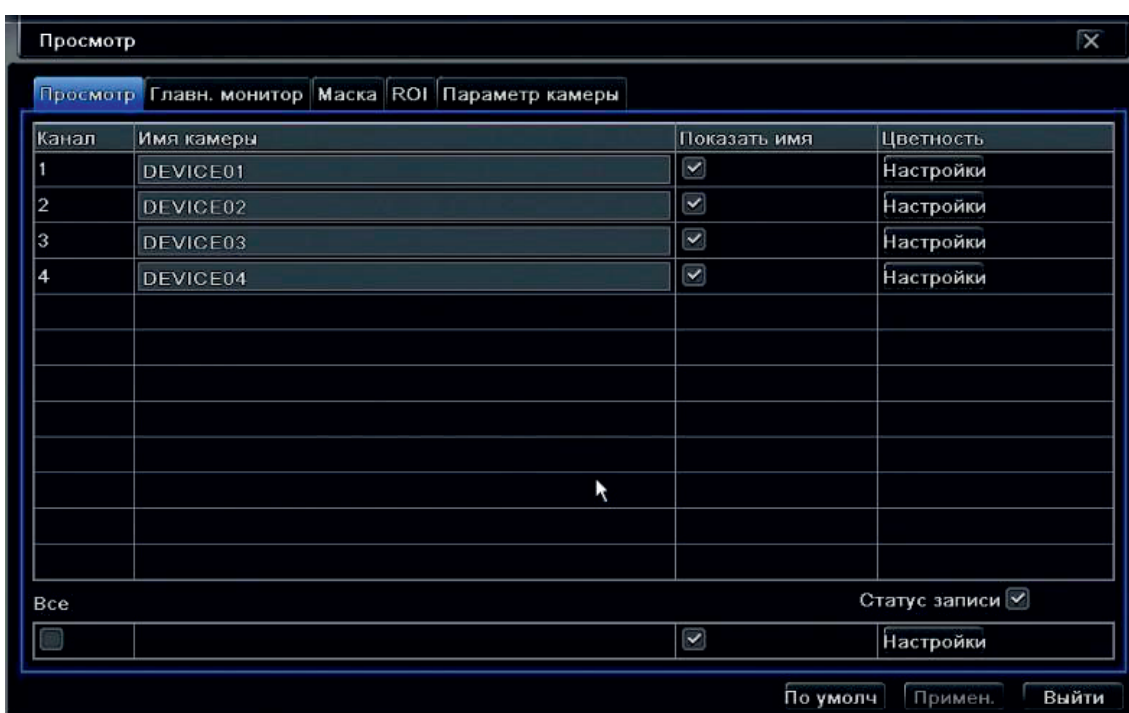 Просмотр
Просмотр Главн. монитор Маска ROI Параметр камеры
Канал Имя камеры Показать имя Цветность
1 DEVICE01 Настройки
2 DEVICE02 Настройки
3 DEVICE03 Настройки
4 DEVICE04 Настройки
Все Статус записи
Настройки
По умолч Примен. Выйти